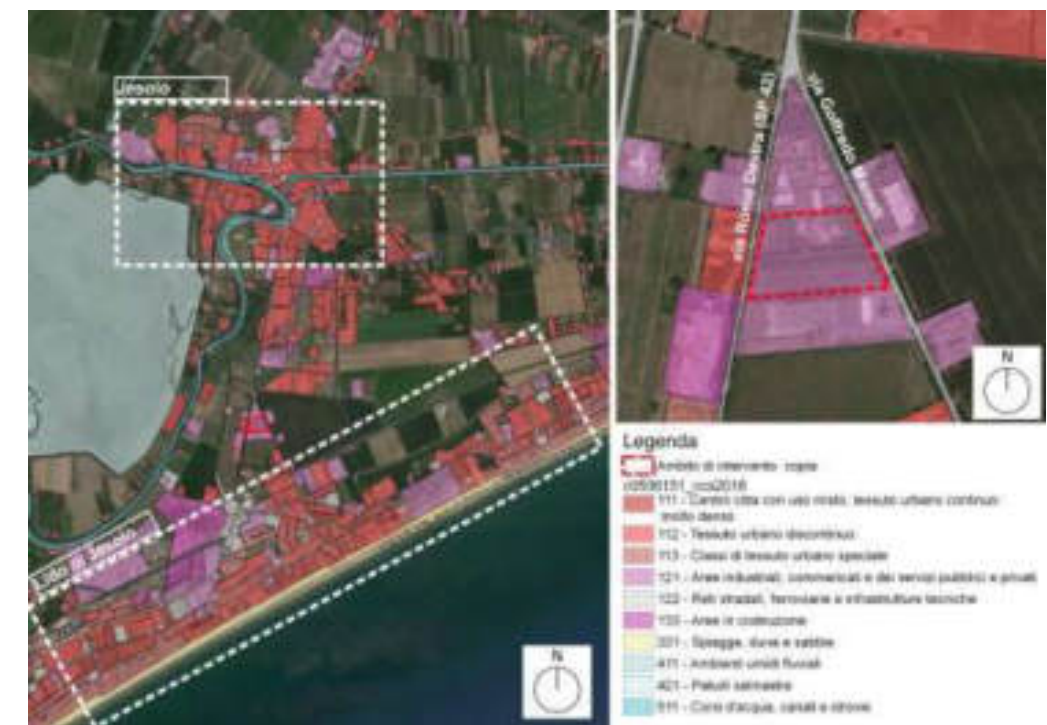 Jesolo
Lido di Jesolo
N
via Roma Destra (SP 42)
via Goffredo
N
Legenda
Ambito di intervento copia
111 - Centro città con uso misto, tessuto urbano continuo
molto denso
112 - Tessuto urbano discontinuo
113 - Classi di tessuto urbano speciale
121 - Aree industriali, commerciali e dei servizi pubblici e privati
122 - Reti stradali, ferroviarie e infrastrutture tecniche
133 - Aree in costruzione
331 - Spiagge, dune e sabbie
411 - Ambienti umidi fluviali
421 - Paludi salmastre
511 - Corsi d'acqua, canali e idrovie